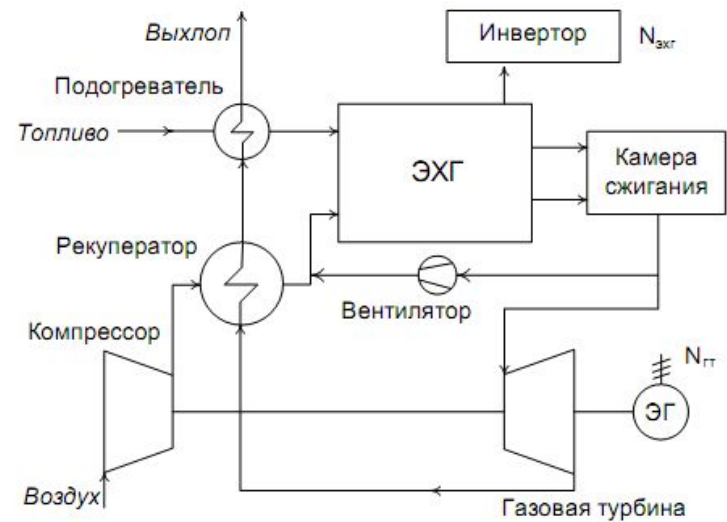 Выхлоп
Инвертор
Nэхг
Подогреватель
Топливо
ЭХГ
Камера
сжигания
Рекуператор
Вентилятор
Компрессор
Nгт
ЭГ
Воздух
Газовая турбина